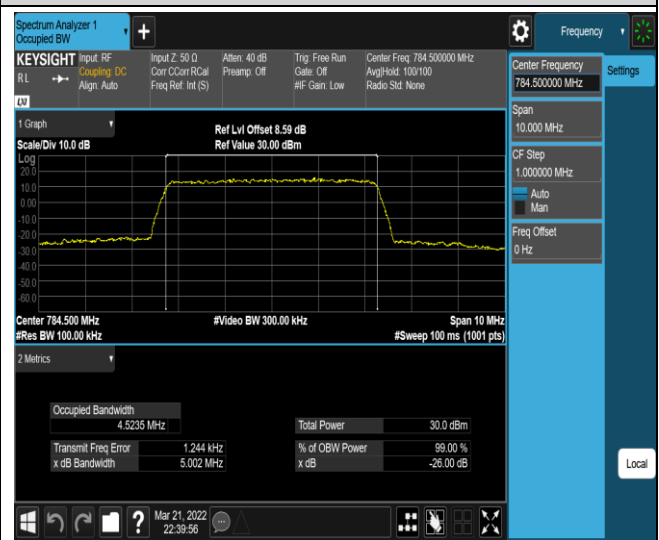 Spectrum Analyzer 1
Occupied BW
+
Frequency
KEYSIGHT
RL
LXI
Input: RF
Coupling: DC
Align: Auto
Input Z: 50 Ω
Corr CCorr RCal
Freq Ref: Int (S)
Atten: 40 dB
Preamp: Off
Trig: Free Run
Gate: Off
#IF Gain: Low
Center Freq: 784.500000 MHz
Avg|Hold: 100/100
Radio Std: None
Center Frequency
784.500000 MHz
Settings
Span
10.000 MHz
CF Step
1.000000 MHz
Auto
Man
Freq Offset
0 Hz
1 Graph
Scale/Div 10.0 dB
Ref Lvl Offset 8.59 dB
Ref Value 30.00 dBm
Log
20.0
10.0
0.00
-10.0
-20.0
-30.0
-40.0
-50.0
-60.0
Center 784.500 MHz
#Res BW 100.00 kHz
#Video BW 300.00 kHz
Span 10 MHz
#Sweep 100 ms (1001 pts)
2 Metrics
Occupied Bandwidth
4.5235 MHz
Total Power 30.0 dBm
Transmit Freq Error 1.244 kHz
% of OBW Power 99.00 %
x dB Bandwidth 5.002 MHz
x dB -26.00 dB
Local
?
Mar 21, 2022
22:39:56